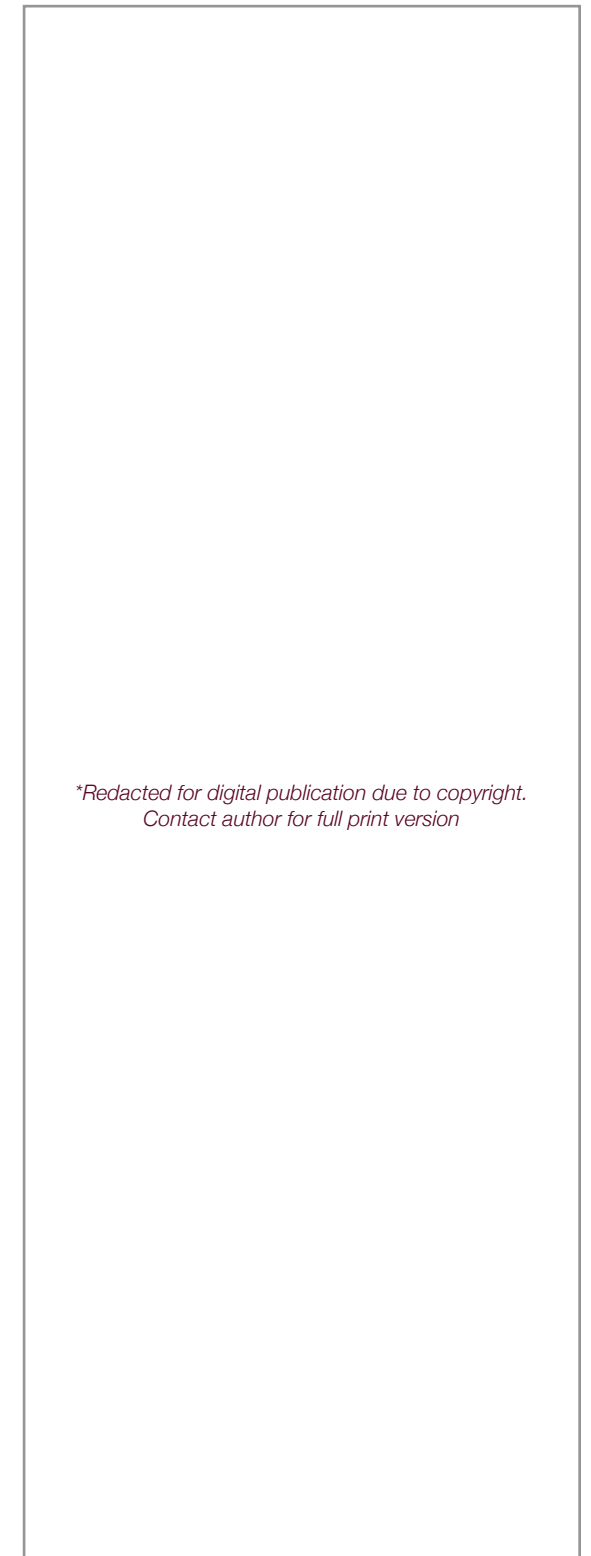 *Redacted for digital publication due to copyright.
Contact author for full print version